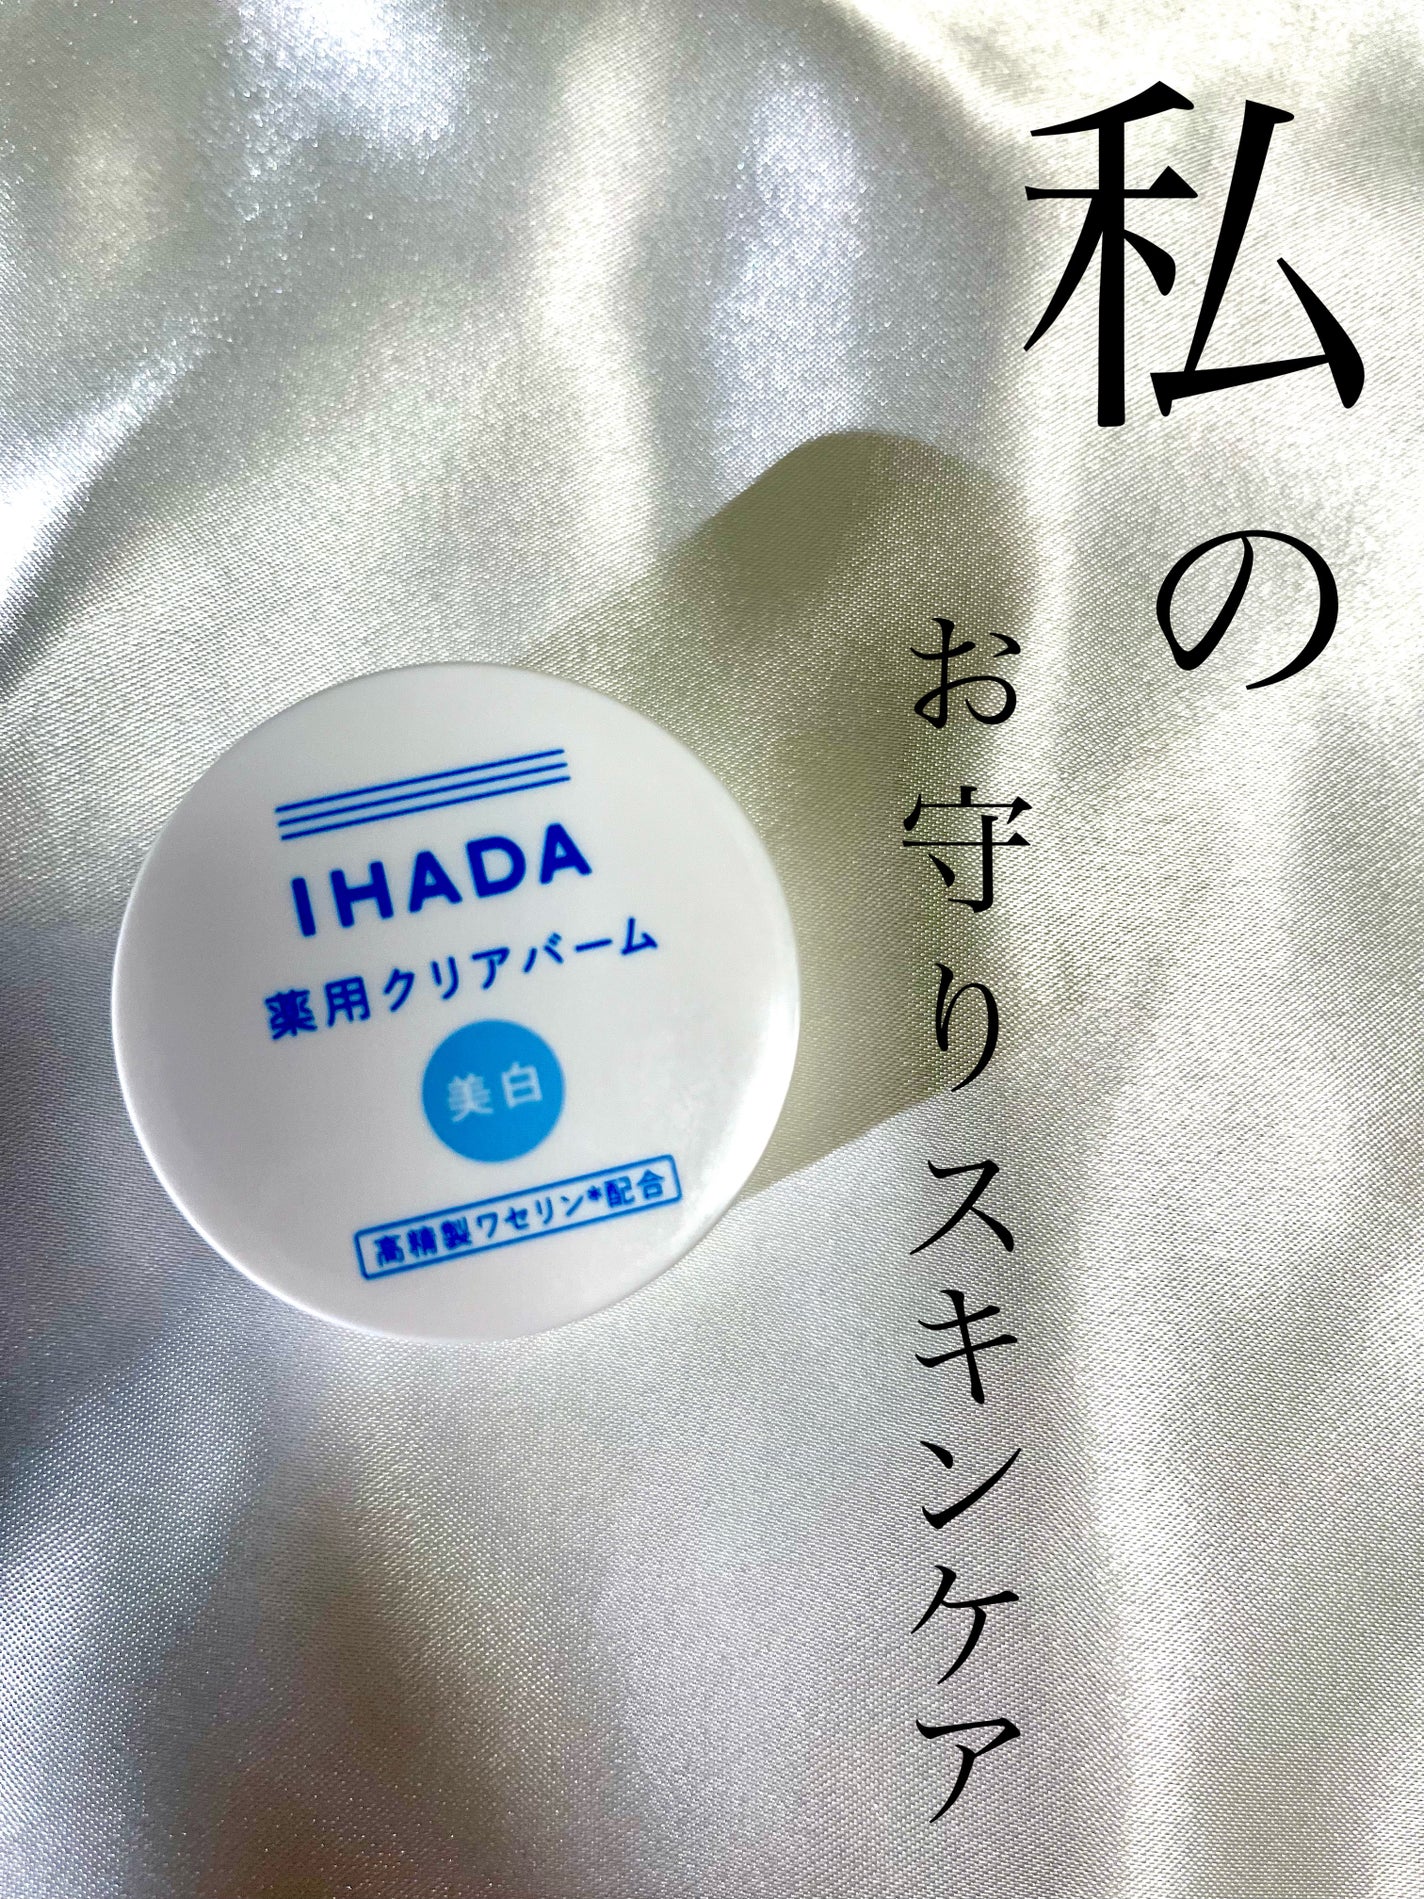 私の
お守りスキンケア
IHADA
薬用クリアバーム
美白
高精製ワセリン*配合